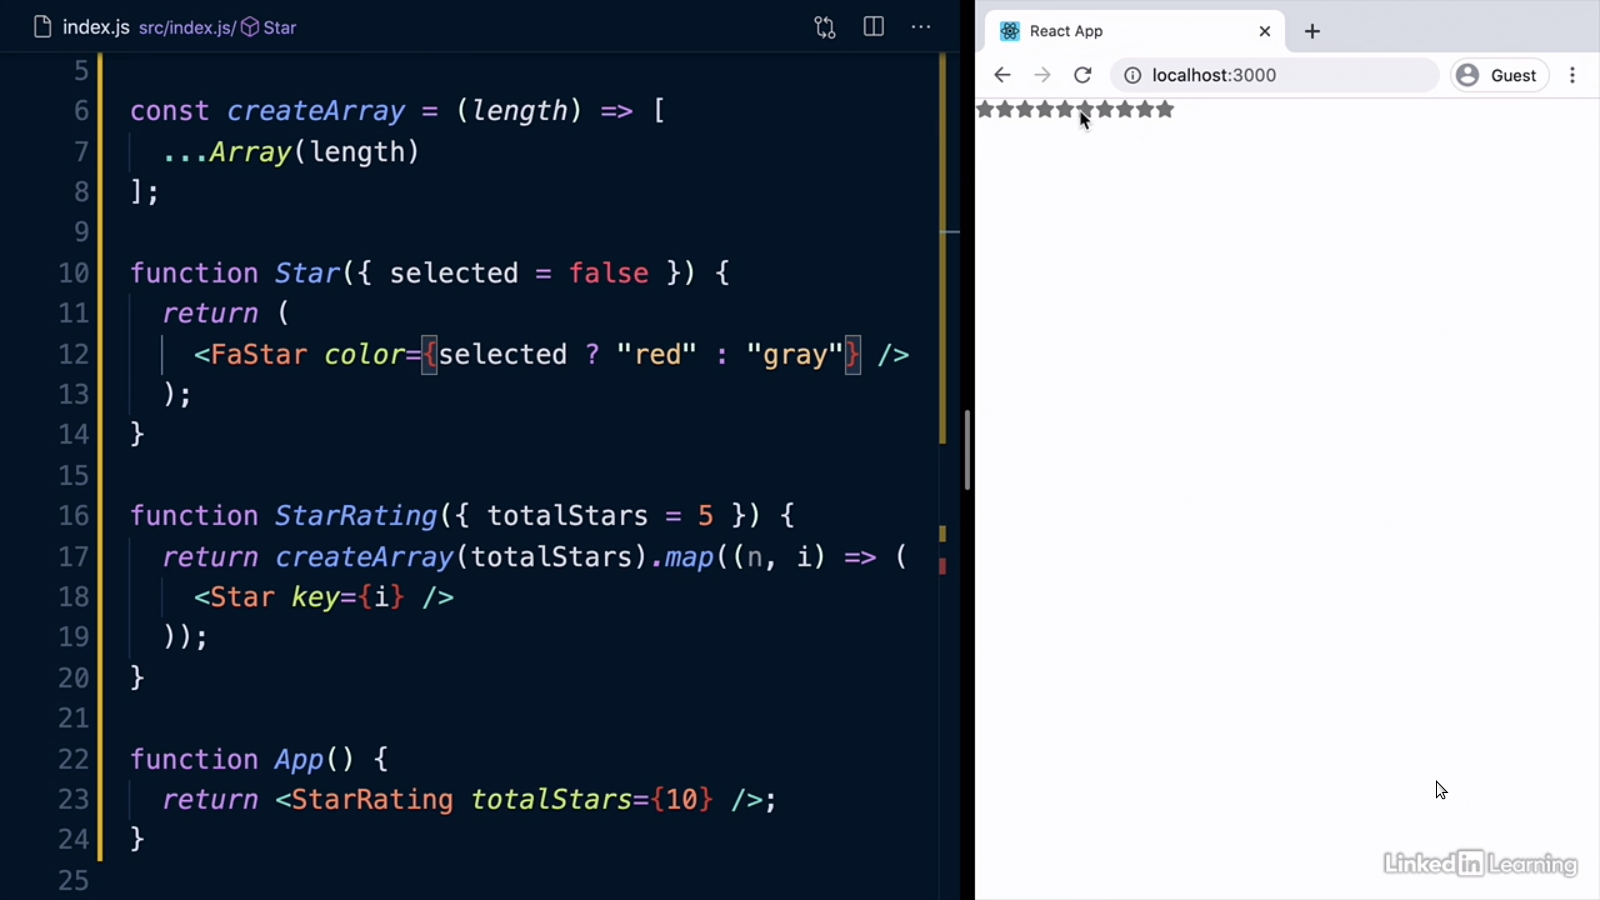 index.js src/index.js/ Star
5
6 const createArray = (length) => [
7 ...Array(length)
8 ];
9
10 function Star({ selected = false }) {
11 return (
12 <FaStar color={selected ? "red" : "gray"} />
13 );
14 }
15
16 function StarRating({ totalStars = 5 }) {
17 return createArray(totalStars).map((n, i) => (
18 <Star key={i} />
19 ));
20 }
21
22 function App() {
23 return <StarRating totalStars={10} />;
24 }
25
React App
localhost:3000
Guest
Linked in Learning